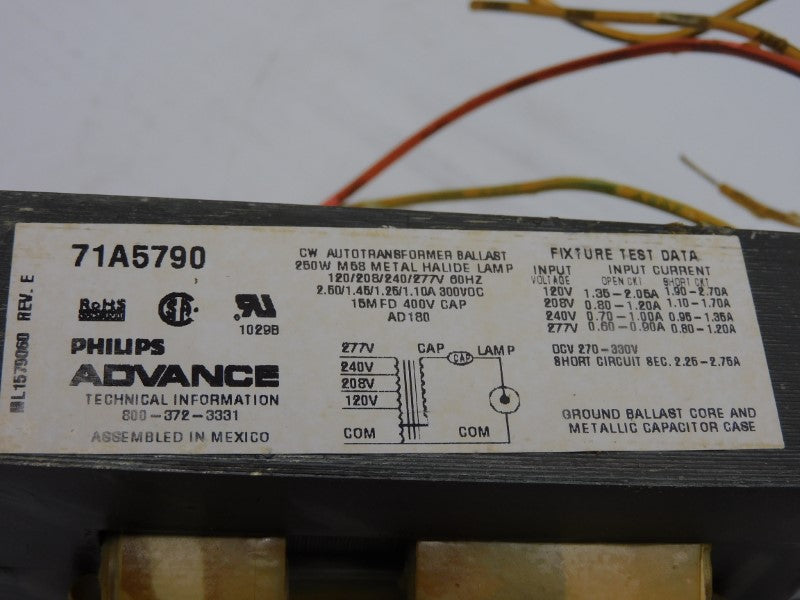 71A5790
RoHS
1029B
PHILIPS
ADVANCE
TECHNICAL INFORMATION
800-372-3331
ASSEMBLED IN MEXICO
REV. E
CW AUTOTRANSFORMER BALLAST
250W M58 METAL HALIDE LAMP
120/208/240/277V 60HZ
2.60/1.45/1.25/1.10A 300VOC
15MFD 400V CAP
AD180
277V
240V
208V
120V
COM
CAP
CAP
LAMP
COM
FIXTURE TEST DATA
INPUT INPUT CURRENT
VOLTAGE OPEN CKT SHORT CKT
120V 1.35-2.05A 1.90-2.70A
208V 0.80-1.20A 1.10-1.70A
240V 0.70-1.00A 0.95-1.35A
277V 0.60-0.90A 0.80-1.20A
OCV 270-330V
SHORT CIRCUIT SEC. 2.25-2.75A
GROUND BALLAST CORE AND
METALLIC CAPACITOR CASE